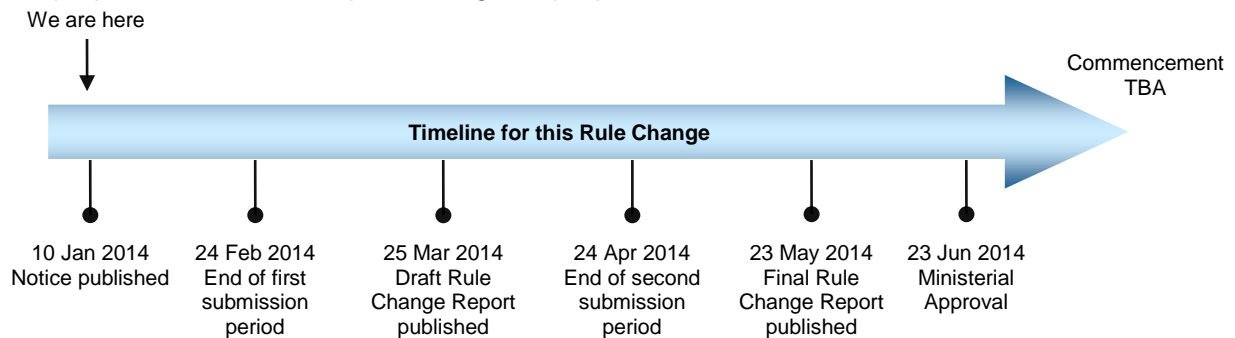 We are here
Commencement
TBA
Timeline for this Rule Change
10 Jan 2014
Notice published
24 Feb 2014
End of first
submission
period
25 Mar 2014
Draft Rule
Change Report
published
24 Apr 2014
End of second
submission
period
23 May 2014
Final Rule
Change Report
published
23 Jun 2014
Ministerial
Approval